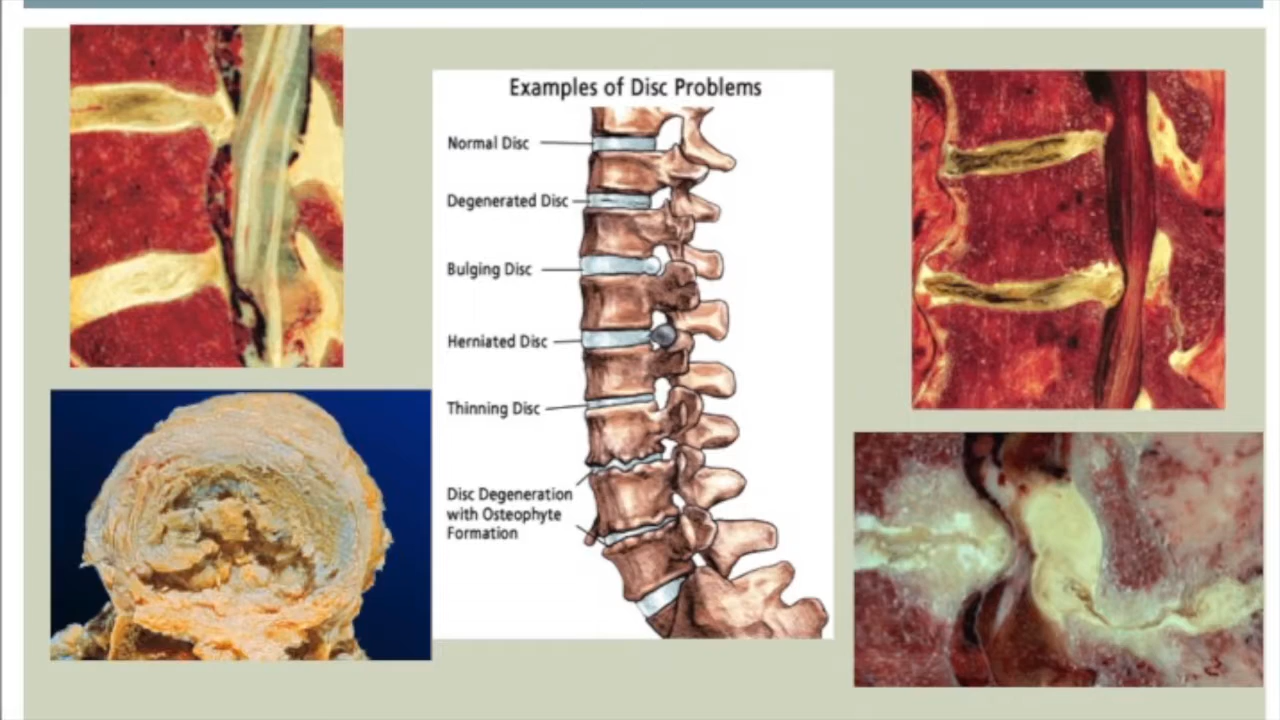 Examples of Disc Problems
Normal Disc
Degenerated Disc
Bulging Disc
Herniated Disc
Thinning Disc
Disc Degeneration
with Osteophyte
Formation